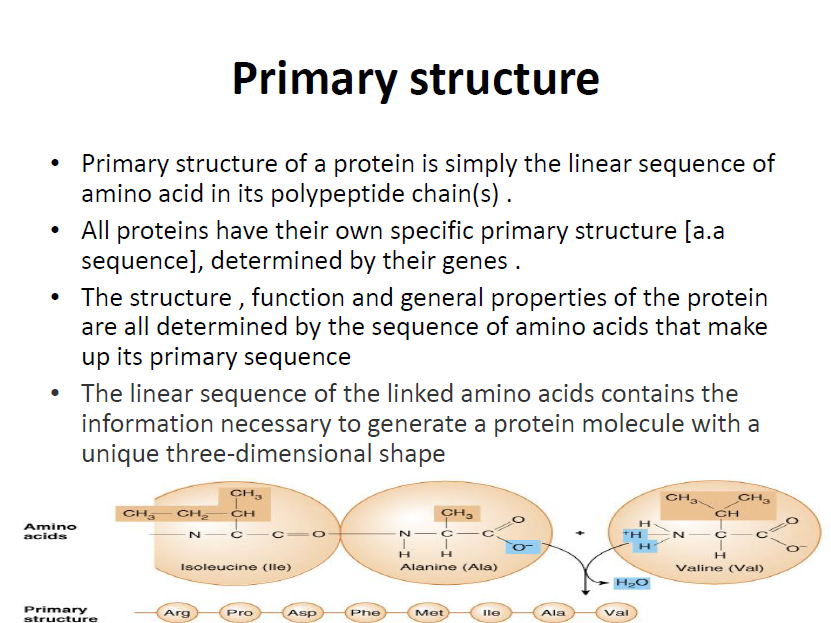 Primary structure
• Primary structure of a protein is simply the linear sequence of
amino acid in its polypeptide chain(s) .
• All proteins have their own specific primary structure [a.a
sequence], determined by their genes .
• The structure , function and general properties of the protein
are all determined by the sequence of amino acids that make
up its primary sequence
• The linear sequence of the linked amino acids contains the
information necessary to generate a protein molecule with a
unique three-dimensional shape
Amino
acids
CH₃
CH₃ — CH₂ — CH
— N — C — C — O —
Isoleucine (Ile)
CH₃
N — C — C
O
O⁻
H H
Alanine (Ala)
+
CH₃ CH₃
CH
H
⁺H N — C — C
H
H
O
O⁻
Valine (Val)
H₂O
Primary
structure
Arg Pro Asp Phe Met Ile Ala Val